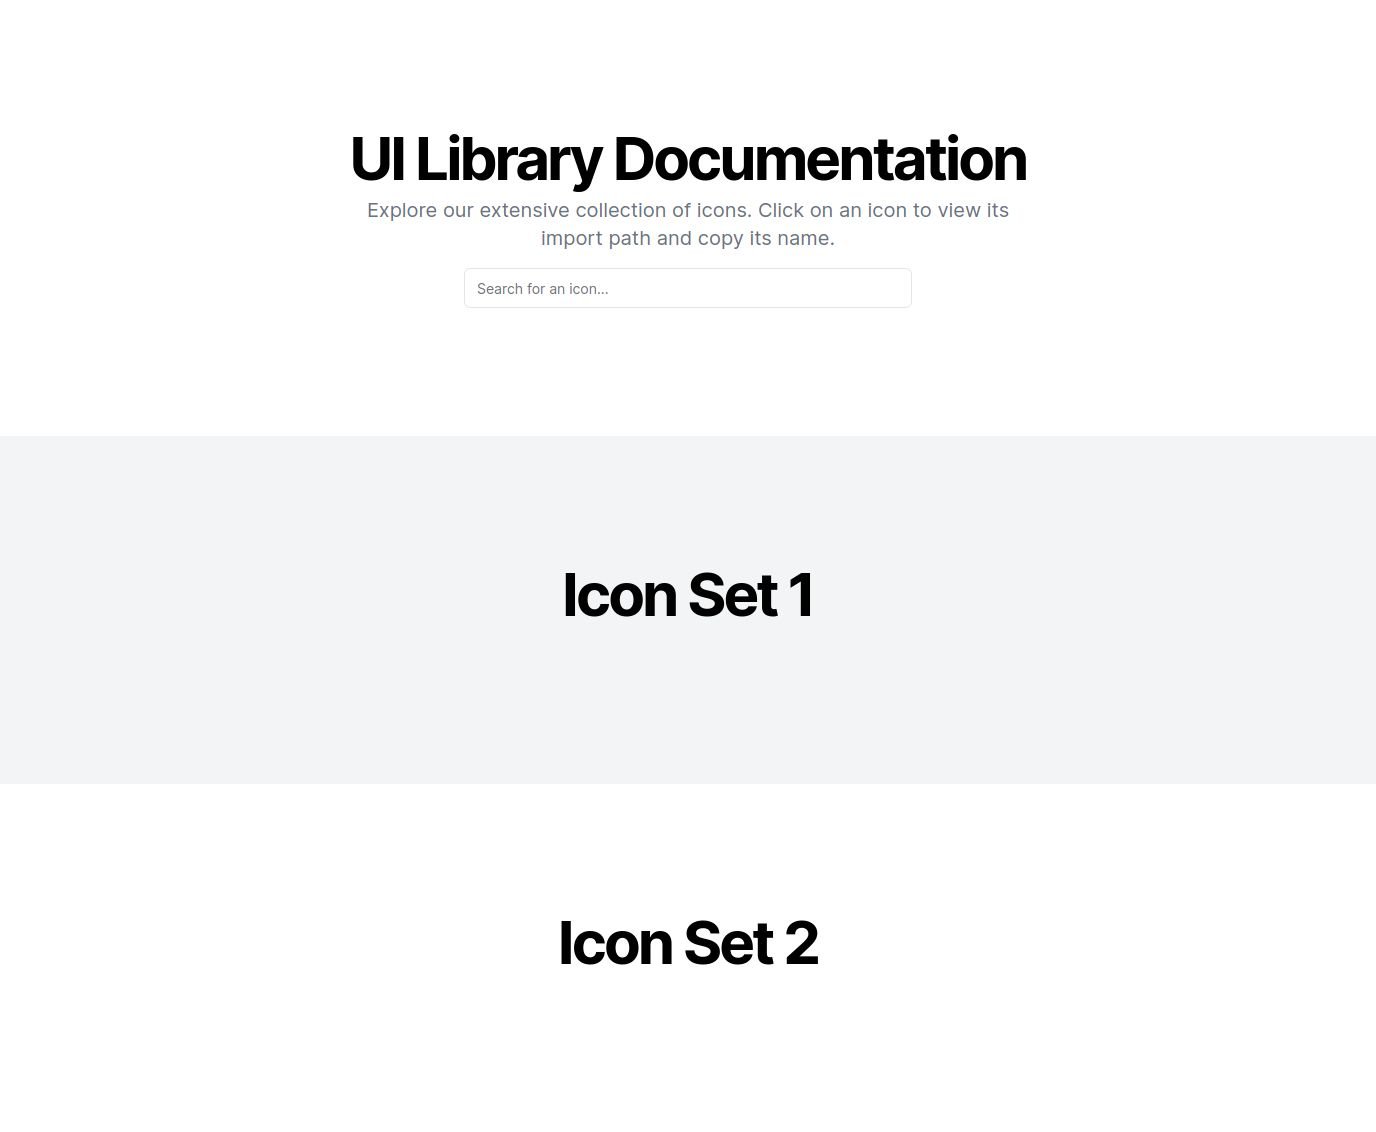 UI Library Documentation
Explore our extensive collection of icons. Click on an icon to view its
import path and copy its name.
Search for an icon...
Icon Set 1
Icon Set 2